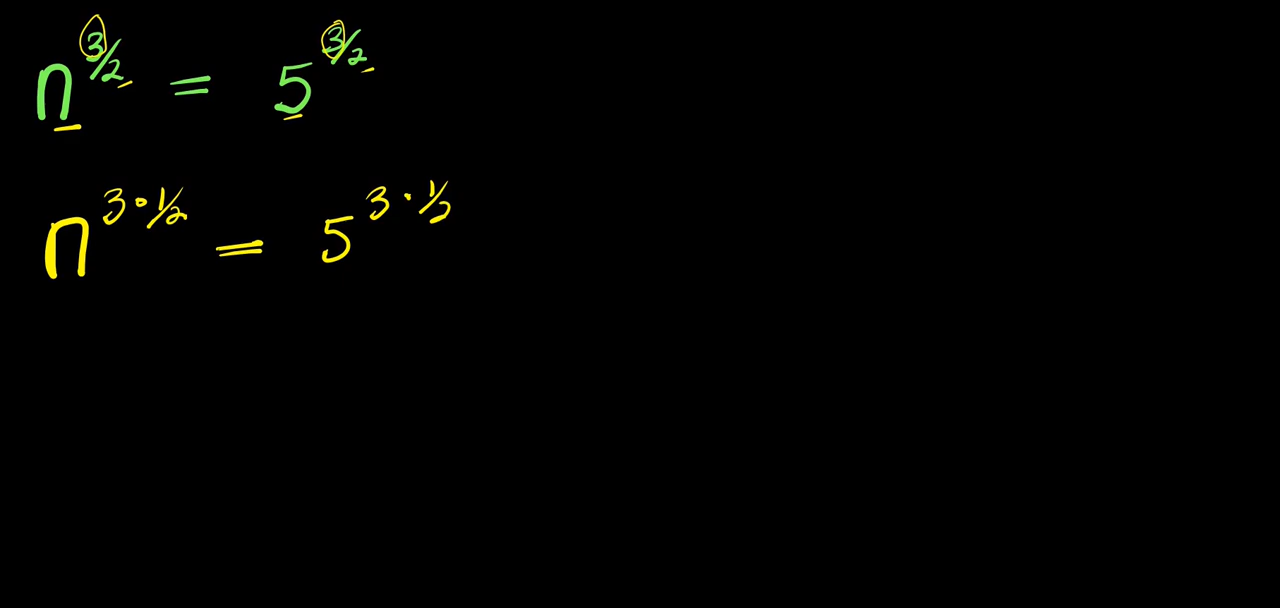 n^3/2 = 5^3/2
n^3·1/2 = 5^3·1/2